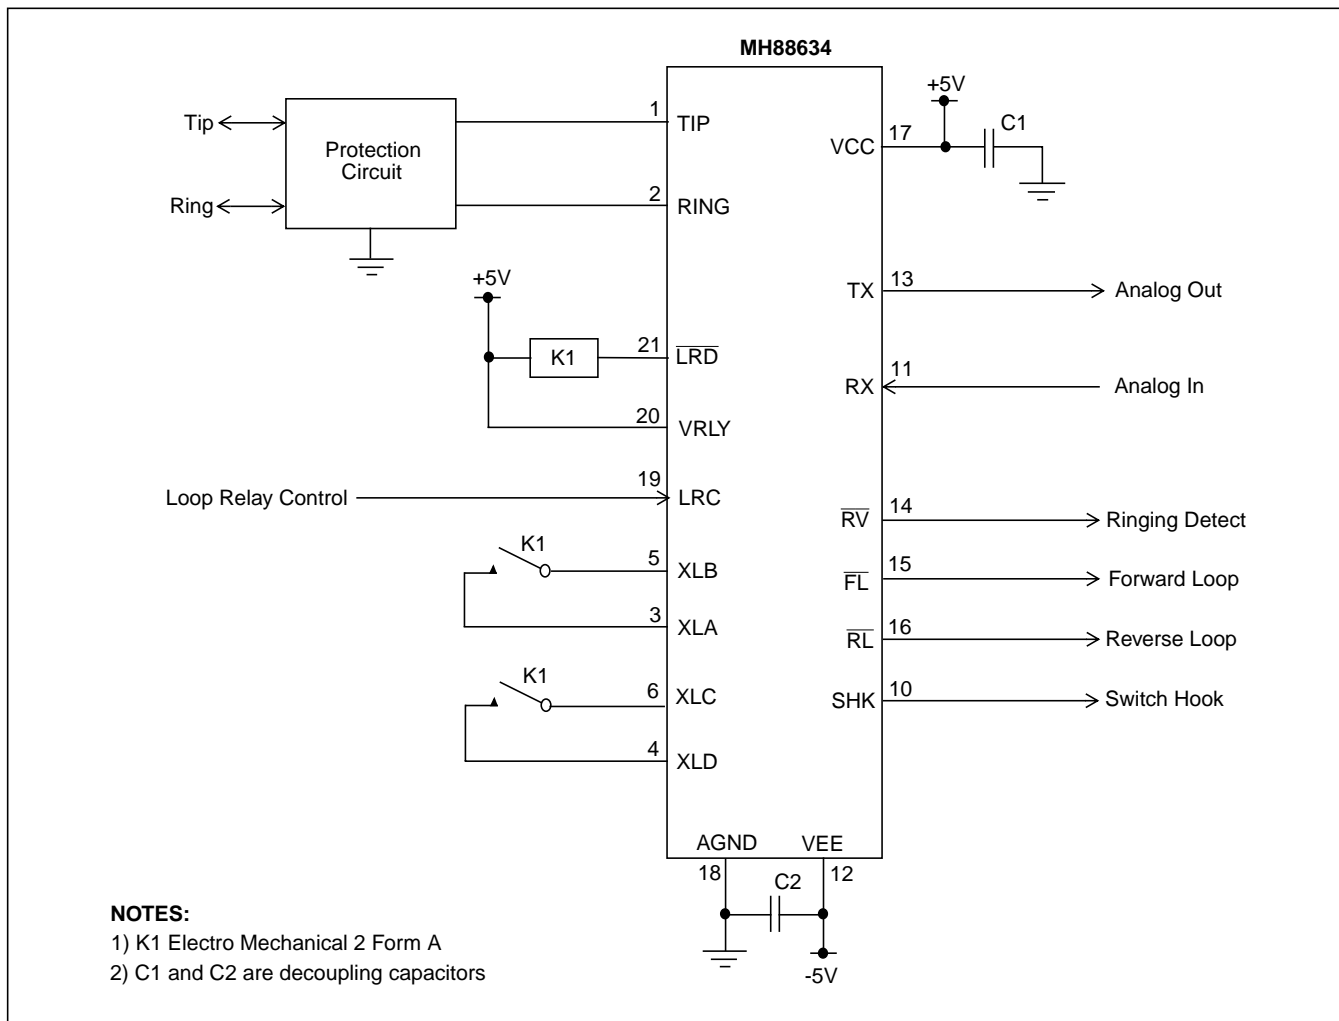 MH88634
+5V
C1
1
TIP
17
VCC
Tip
Protection
Circuit
2
RING
Ring
+5V
13
TX
Analog Out
21
LRD
K1
11
RX
Analog In
20
VRLY
19
LRC
Loop Relay Control
14
RV
Ringing Detect
K1
5
XLB
15
FL
Forward Loop
3
XLA
16
RL
Reverse Loop
K1
6
XLC
10
SHK
Switch Hook
4
XLD
AGND
VEE
18
12
C2
-5V
NOTES:
1) K1 Electro Mechanical 2 Form A
2) C1 and C2 are decoupling capacitors